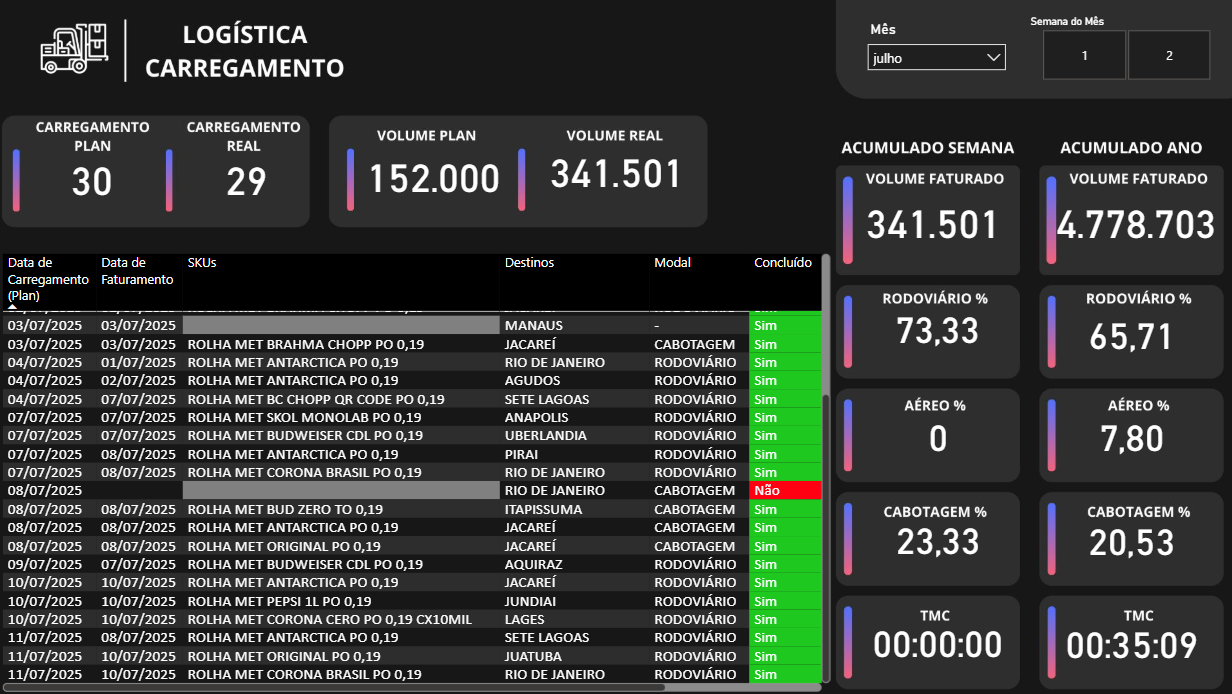 LOGÍSTICA
CARREGAMENTO
Mês
julho
Semana do Mês
1 2
CARREGAMENTO
PLAN
30
CARREGAMENTO
REAL
29
VOLUME PLAN
152.000
VOLUME REAL
341.501
Data de
Carregamento
(Plan)
Data de
Faturamento
SKUs
Destinos
Modal
Concluído
03/07/2025 03/07/2025 MANAUS - Sim
03/07/2025 03/07/2025 ROLHA MET BRAHMA CHOPP PO 0,19 JACAREÍ CABOTAGEM Sim
04/07/2025 01/07/2025 ROLHA MET ANTARCTICA PO 0,19 RIO DE JANEIRO RODOVIÁRIO Sim
04/07/2025 02/07/2025 ROLHA MET ANTARCTICA PO 0,19 AGUDOS RODOVIÁRIO Sim
04/07/2025 07/07/2025 ROLHA MET BC CHOPP QR CODE PO 0,19 SETE LAGOAS RODOVIÁRIO Sim
07/07/2025 07/07/2025 ROLHA MET SKOL MONOLAB PO 0,19 ANAPOLIS RODOVIÁRIO Sim
07/07/2025 07/07/2025 ROLHA MET BUDWEISER CDL PO 0,19 UBERLANDIA RODOVIÁRIO Sim
07/07/2025 08/07/2025 ROLHA MET ANTARCTICA PO 0,19 PIRAI RODOVIÁRIO Sim
07/07/2025 08/07/2025 ROLHA MET CORONA BRASIL PO 0,19 RIO DE JANEIRO RODOVIÁRIO Sim
08/07/2025 RIO DE JANEIRO CABOTAGEM Não
08/07/2025 08/07/2025 ROLHA MET BUD ZERO TO 0,19 ITAPISSUMA CABOTAGEM Sim
08/07/2025 08/07/2025 ROLHA MET ANTARCTICA PO 0,19 JACAREÍ CABOTAGEM Sim
08/07/2025 08/07/2025 ROLHA MET ORIGINAL PO 0,19 JACAREÍ CABOTAGEM Sim
09/07/2025 07/07/2025 ROLHA MET BUDWEISER CDL PO 0,19 AQUIRAZ RODOVIÁRIO Sim
10/07/2025 10/07/2025 ROLHA MET ANTARCTICA PO 0,19 JACAREÍ RODOVIÁRIO Sim
10/07/2025 10/07/2025 ROLHA MET PEPSI 1L PO 0,19 JUNDIAI RODOVIÁRIO Sim
10/07/2025 10/07/2025 ROLHA MET CORONA CERO PO 0,19 CX10MIL LAGES RODOVIÁRIO Sim
11/07/2025 08/07/2025 ROLHA MET ANTARCTICA PO 0,19 SETE LAGOAS RODOVIÁRIO Sim
11/07/2025 10/07/2025 ROLHA MET ORIGINAL PO 0,19 JUATUBA RODOVIÁRIO Sim
11/07/2025 10/07/2025 ROLHA MET CORONA BRASIL PO 0,19 RIO DE JANEIRO RODOVIÁRIO Sim
ACUMULADO SEMANA
VOLUME FATURADO
341.501
RODOVIÁRIO %
73,33
AÉREO %
0
CABOTAGEM %
23,33
TMC
00:00:00
ACUMULADO ANO
VOLUME FATURADO
4.778.703
RODOVIÁRIO %
65,71
AÉREO %
7,80
CABOTAGEM %
20,53
TMC
00:35:09